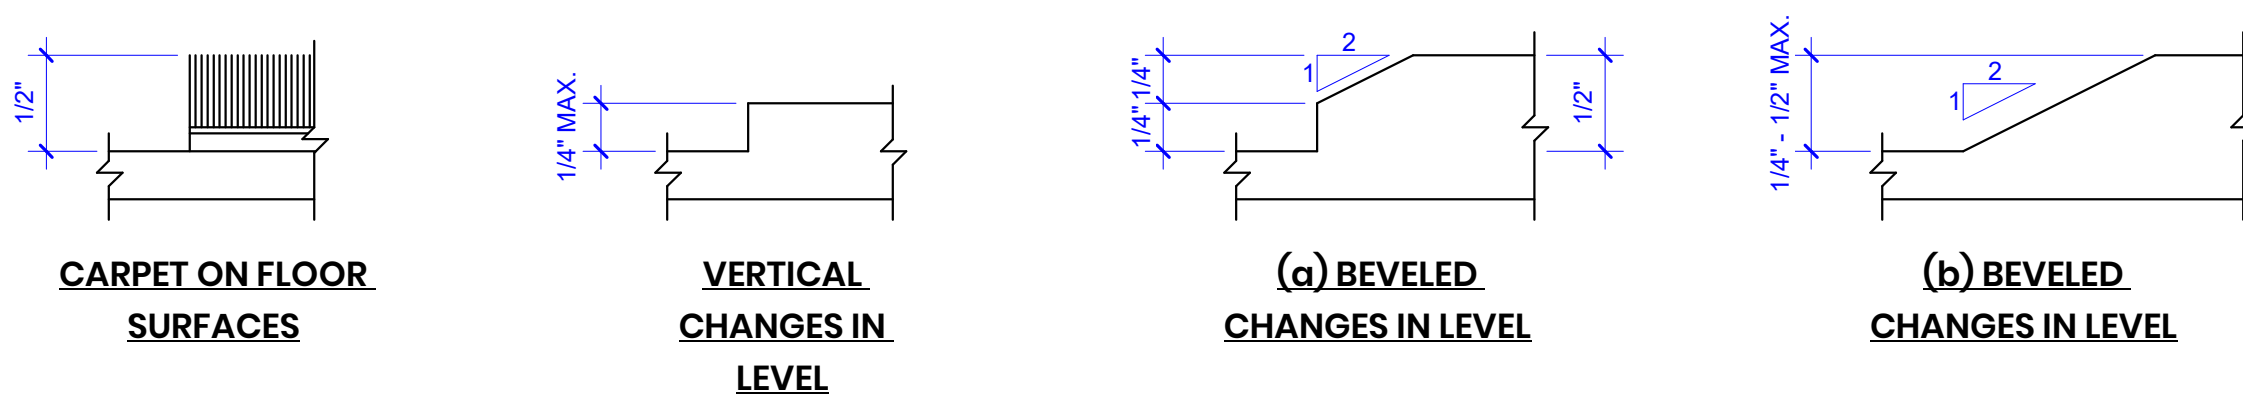 1/2"
CARPET ON FLOOR
SURFACES
1/4" MAX.
VERTICAL
CHANGES IN
LEVEL
1/4" 1/4"
2
1
1/2"
(a) BEVELED
CHANGES IN LEVEL
1/4" - 1/2" MAX.
2
1
(b) BEVELED
CHANGES IN LEVEL